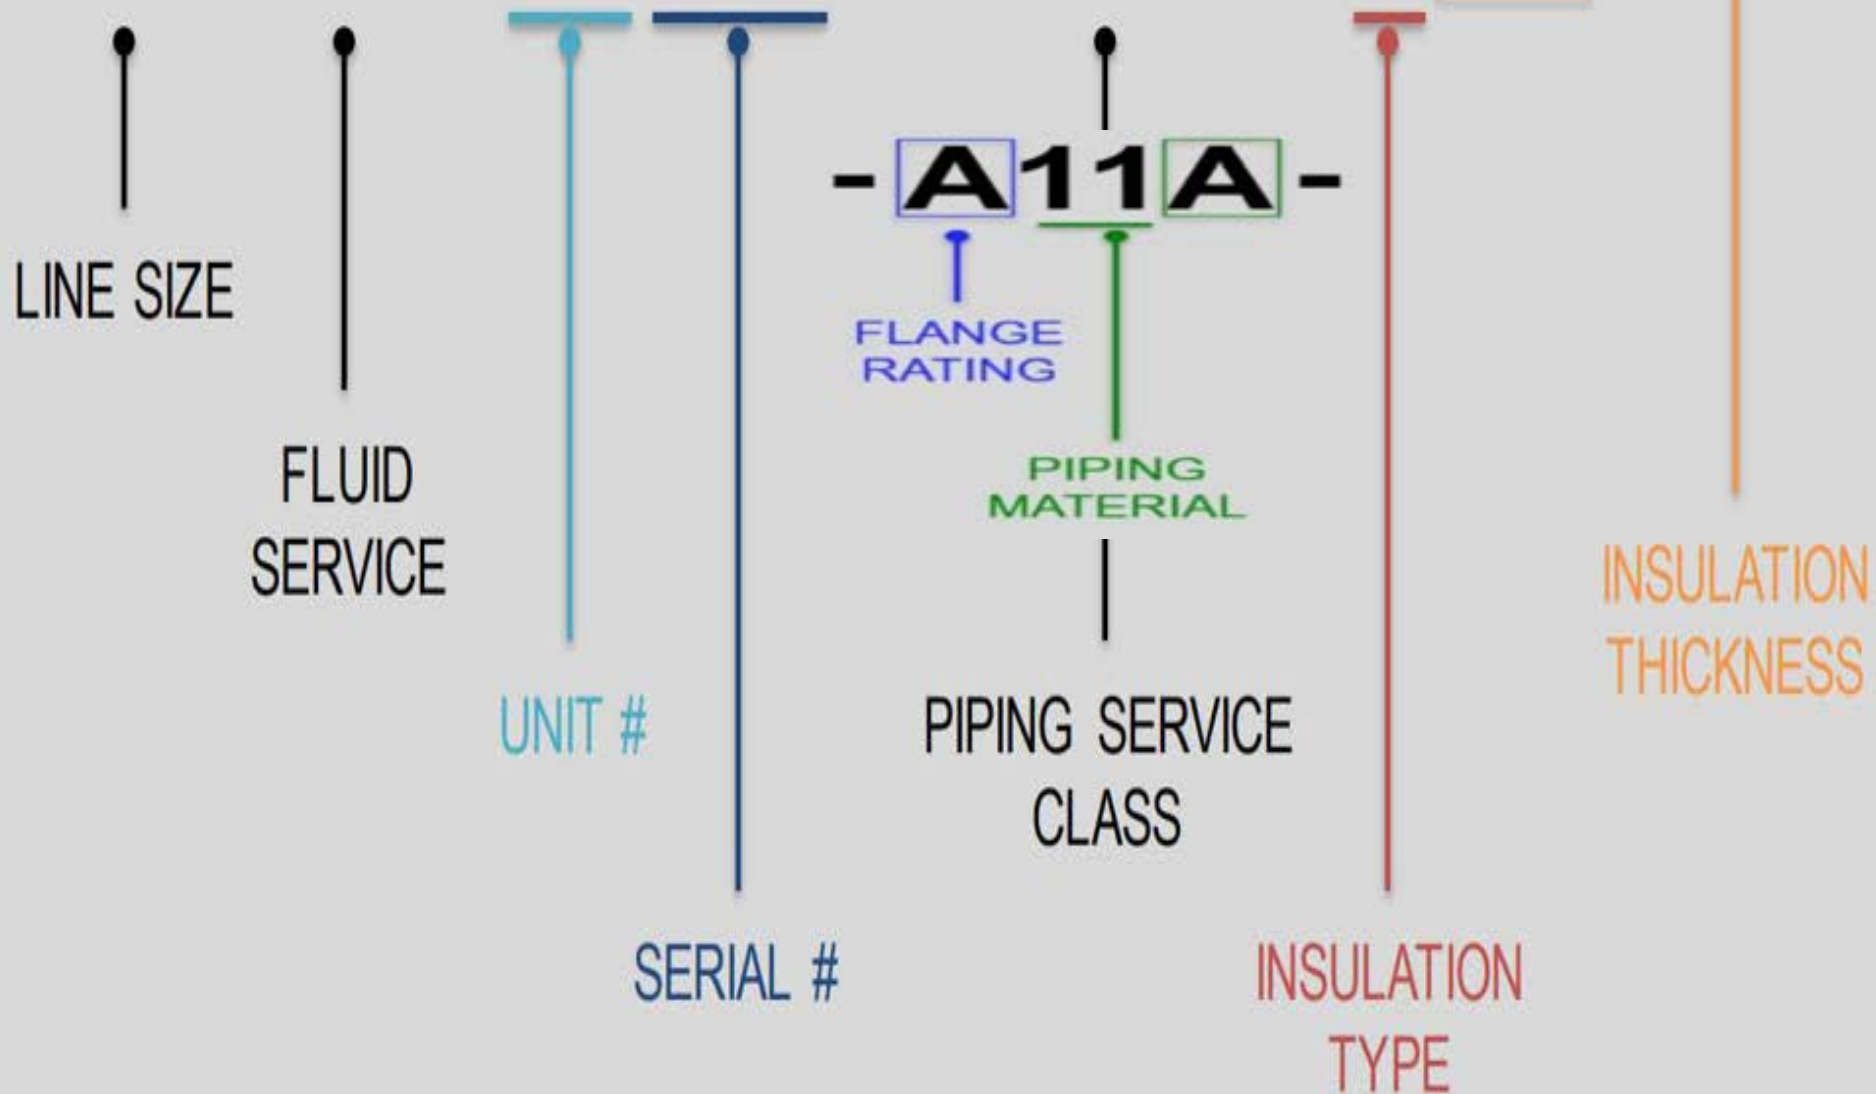 -A11A-
LINE SIZE
FLANGE
RATING
FLUID
SERVICE
PIPING
MATERIAL
INSULATION
THICKNESS
UNIT #
PIPING SERVICE
CLASS
SERIAL #
INSULATION
TYPE